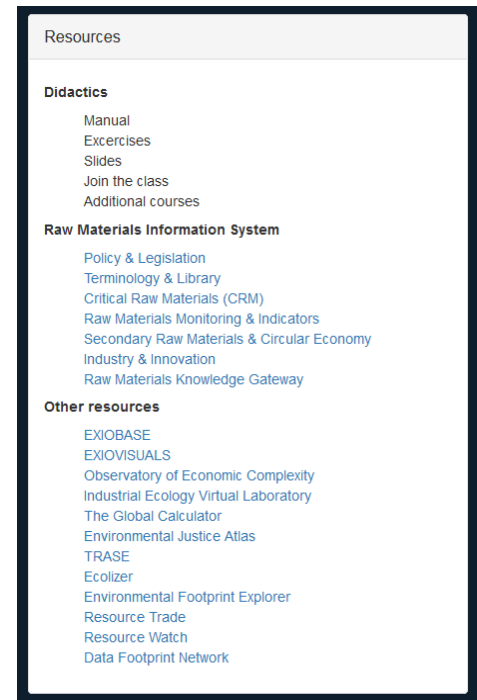 Resources
Didactics
Manual
Excercises
Slides
Join the class
Additional courses
Raw Materials Information System
Policy & Legislation
Terminology & Library
Critical Raw Materials (CRM)
Raw Materials Monitoring & Indicators
Secondary Raw Materials & Circular Economy
Industry & Innovation
Raw Materials Knowledge Gateway
Other resources
EXIOBASE
EXIOVISUALS
Observatory of Economic Complexity
Industrial Ecology Virtual Laboratory
The Global Calculator
Environmental Justice Atlas
TRASE
Ecolizer
Environmental Footprint Explorer
Resource Trade
Resource Watch
Data Footprint Network